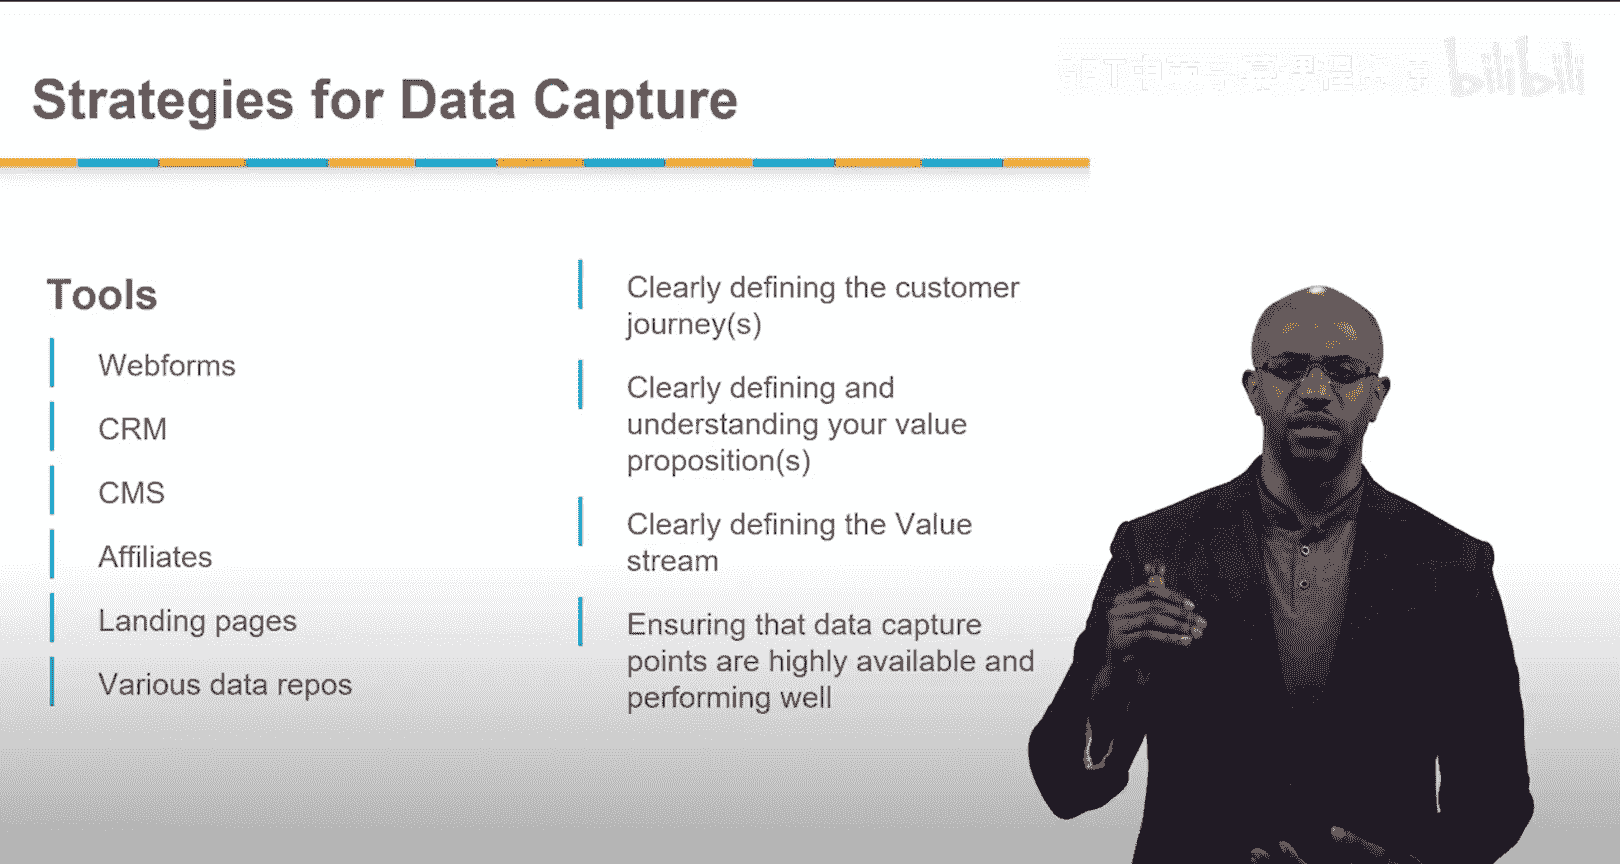 Strategies for Data Capture
bilibili
Tools
Webforms
CRM
CMS
Affiliates
Landing pages
Various data repos
Clearly defining the customer
journey(s)
Clearly defining and
understanding your value
proposition(s)
Clearly defining the Value
stream
Ensuring that data capture
points are highly available and
performing well